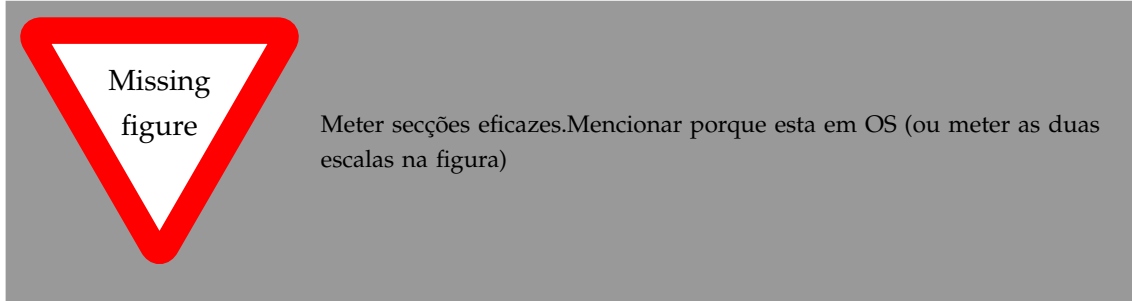 Missing
figure
Meter secções eficazes.Mencionar porque esta em OS (ou meter as duas
escalas na figura)